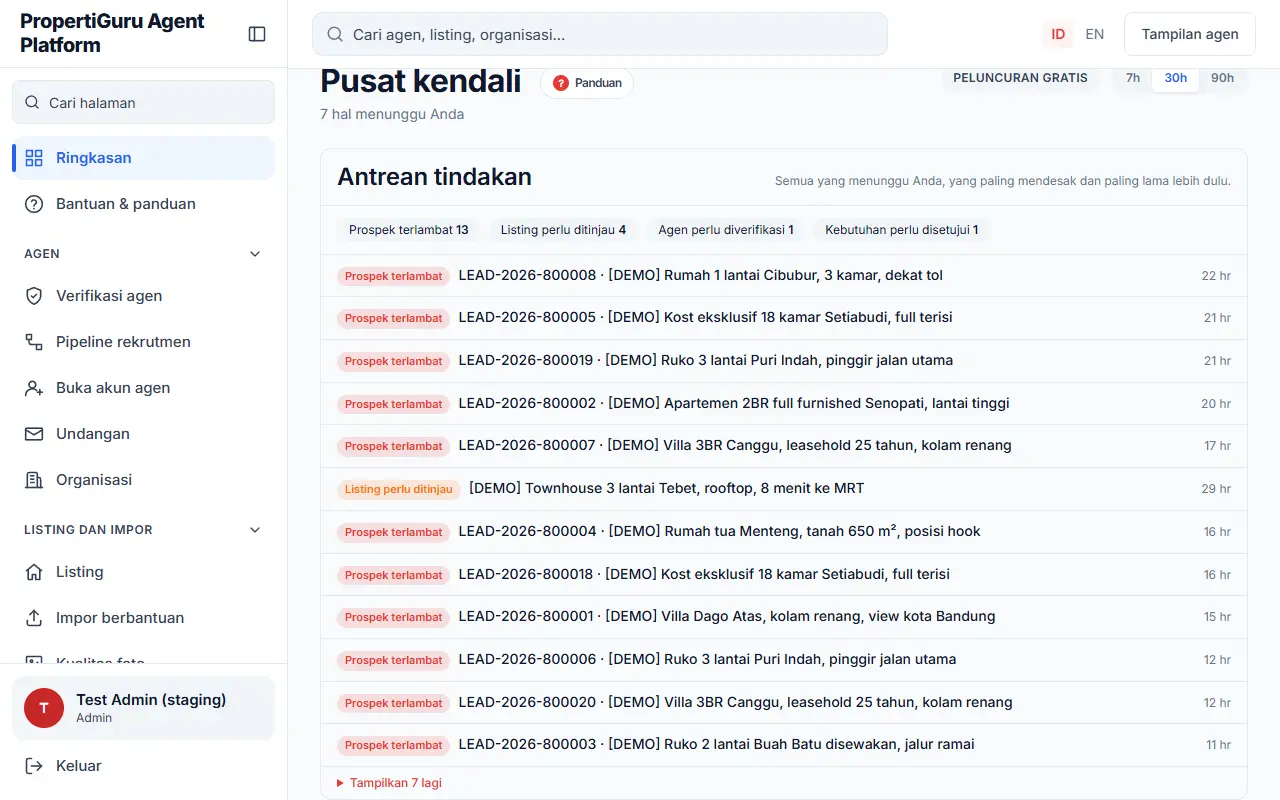 PropertiGuru Agent Platform
Cari agen, listing, organisasi...
ID
EN
Tampilan agen
Cari halaman
Ringkasan
Bantuan & panduan
AGEN
Verifikasi agen
Pipeline rekrutmen
Buka akun agen
Undangan
Organisasi
LISTING DAN IMPOR
Listing
Impor berbantuan
Kualitas foto
T
Test Admin (staging)
Admin
Keluar
Pusat kendali
? Panduan
PELUNCURAN GRATIS
7h
30h
90h
7 hal menunggu Anda
Antrean tindakan
Semua yang menunggu Anda, yang paling mendesak dan paling lama lebih dulu.
Prospek terlambat 13
Listing perlu ditinjau 4
Agen perlu diverifikasi 1
Kebutuhan perlu disetujui 1
Prospek terlambat LEAD-2026-800008 · [DEMO] Rumah 1 lantai Cibubur, 3 kamar, dekat tol 22 hr
Prospek terlambat LEAD-2026-800005 · [DEMO] Kost eksklusif 18 kamar Setiabudi, full terisi 21 hr
Prospek terlambat LEAD-2026-800019 · [DEMO] Ruko 3 lantai Puri Indah, pinggir jalan utama 21 hr
Prospek terlambat LEAD-2026-800002 · [DEMO] Apartemen 2BR full furnished Senopati, lantai tinggi 20 hr
Prospek terlambat LEAD-2026-800007 · [DEMO] Villa 3BR Canggu, leasehold 25 tahun, kolam renang 17 hr
Listing perlu ditinjau [DEMO] Townhouse 3 lantai Tebet, rooftop, 8 menit ke MRT 29 hr
Prospek terlambat LEAD-2026-800004 · [DEMO] Rumah tua Menteng, tanah 650 m², posisi hook 16 hr
Prospek terlambat LEAD-2026-800018 · [DEMO] Kost eksklusif 18 kamar Setiabudi, full terisi 16 hr
Prospek terlambat LEAD-2026-800001 · [DEMO] Villa Dago Atas, kolam renang, view kota Bandung 15 hr
Prospek terlambat LEAD-2026-800006 · [DEMO] Ruko 3 lantai Puri Indah, pinggir jalan utama 12 hr
Prospek terlambat LEAD-2026-800020 · [DEMO] Villa 3BR Canggu, leasehold 25 tahun, kolam renang 12 hr
Prospek terlambat LEAD-2026-800003 · [DEMO] Ruko 2 lantai Buah Batu disewakan, jalur ramai 11 hr
Tampilkan 7 lagi